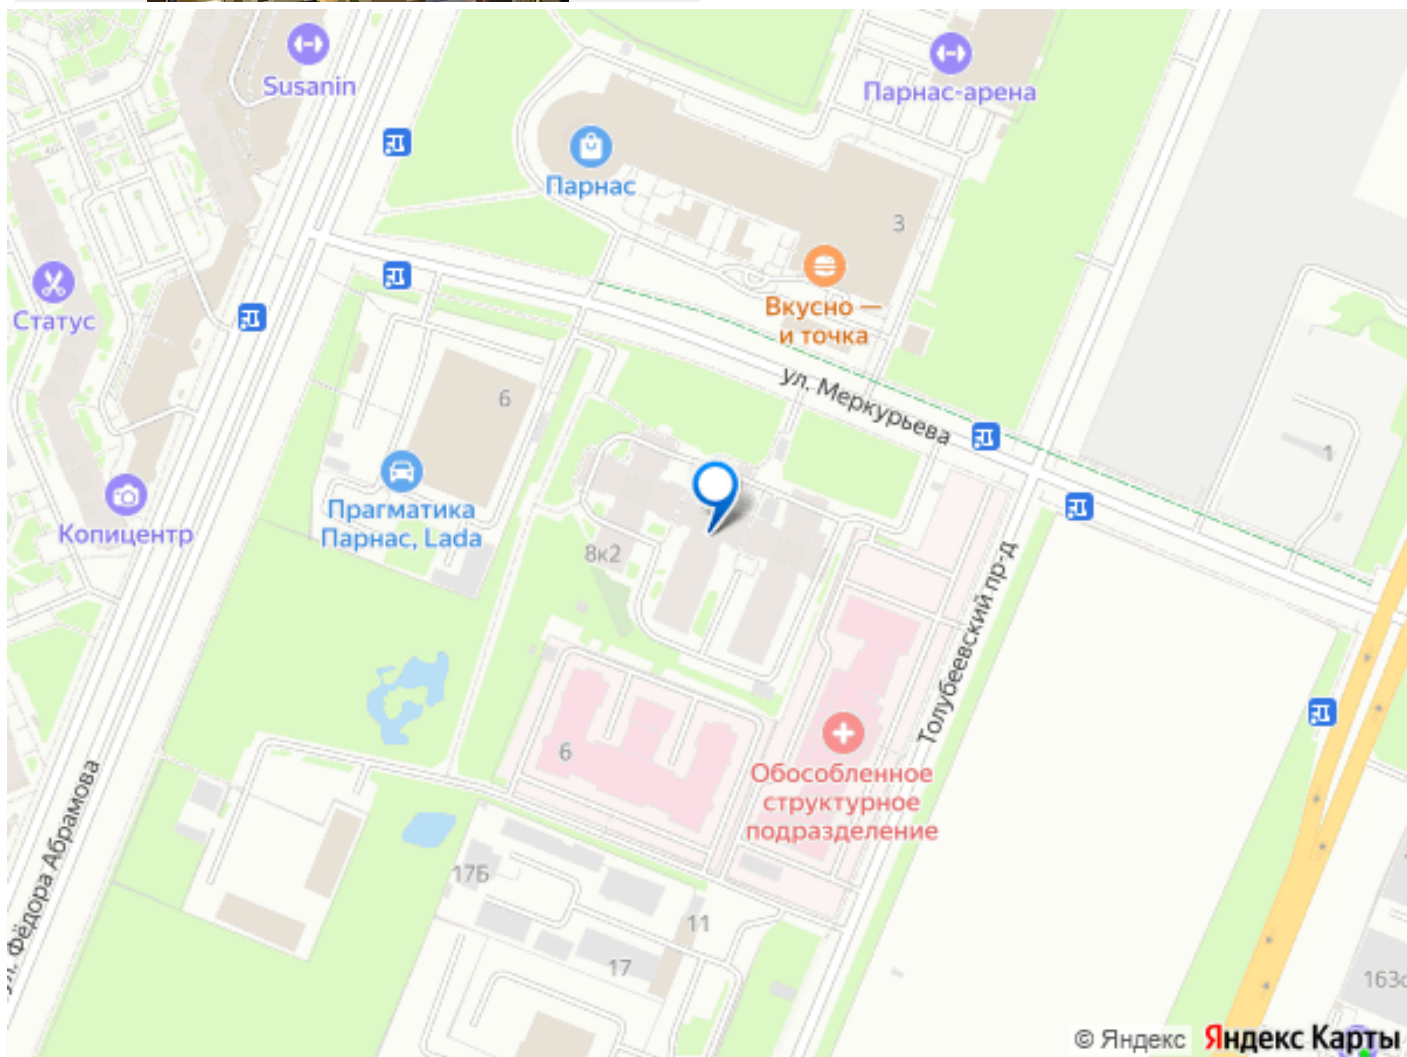 Susanin
Парнас-арена
Парнас
3
Вкусно —
и точка
Статус
ул. Меркурьева
6
1
Прагматика
Парнас, Lada
Копицентр
8к2
Толубеевский пр-д
6
Обособленное
структурное
подразделение
ул. Фёдора Абрамова
17Б
11
17
© Яндекс Яндекс Карты